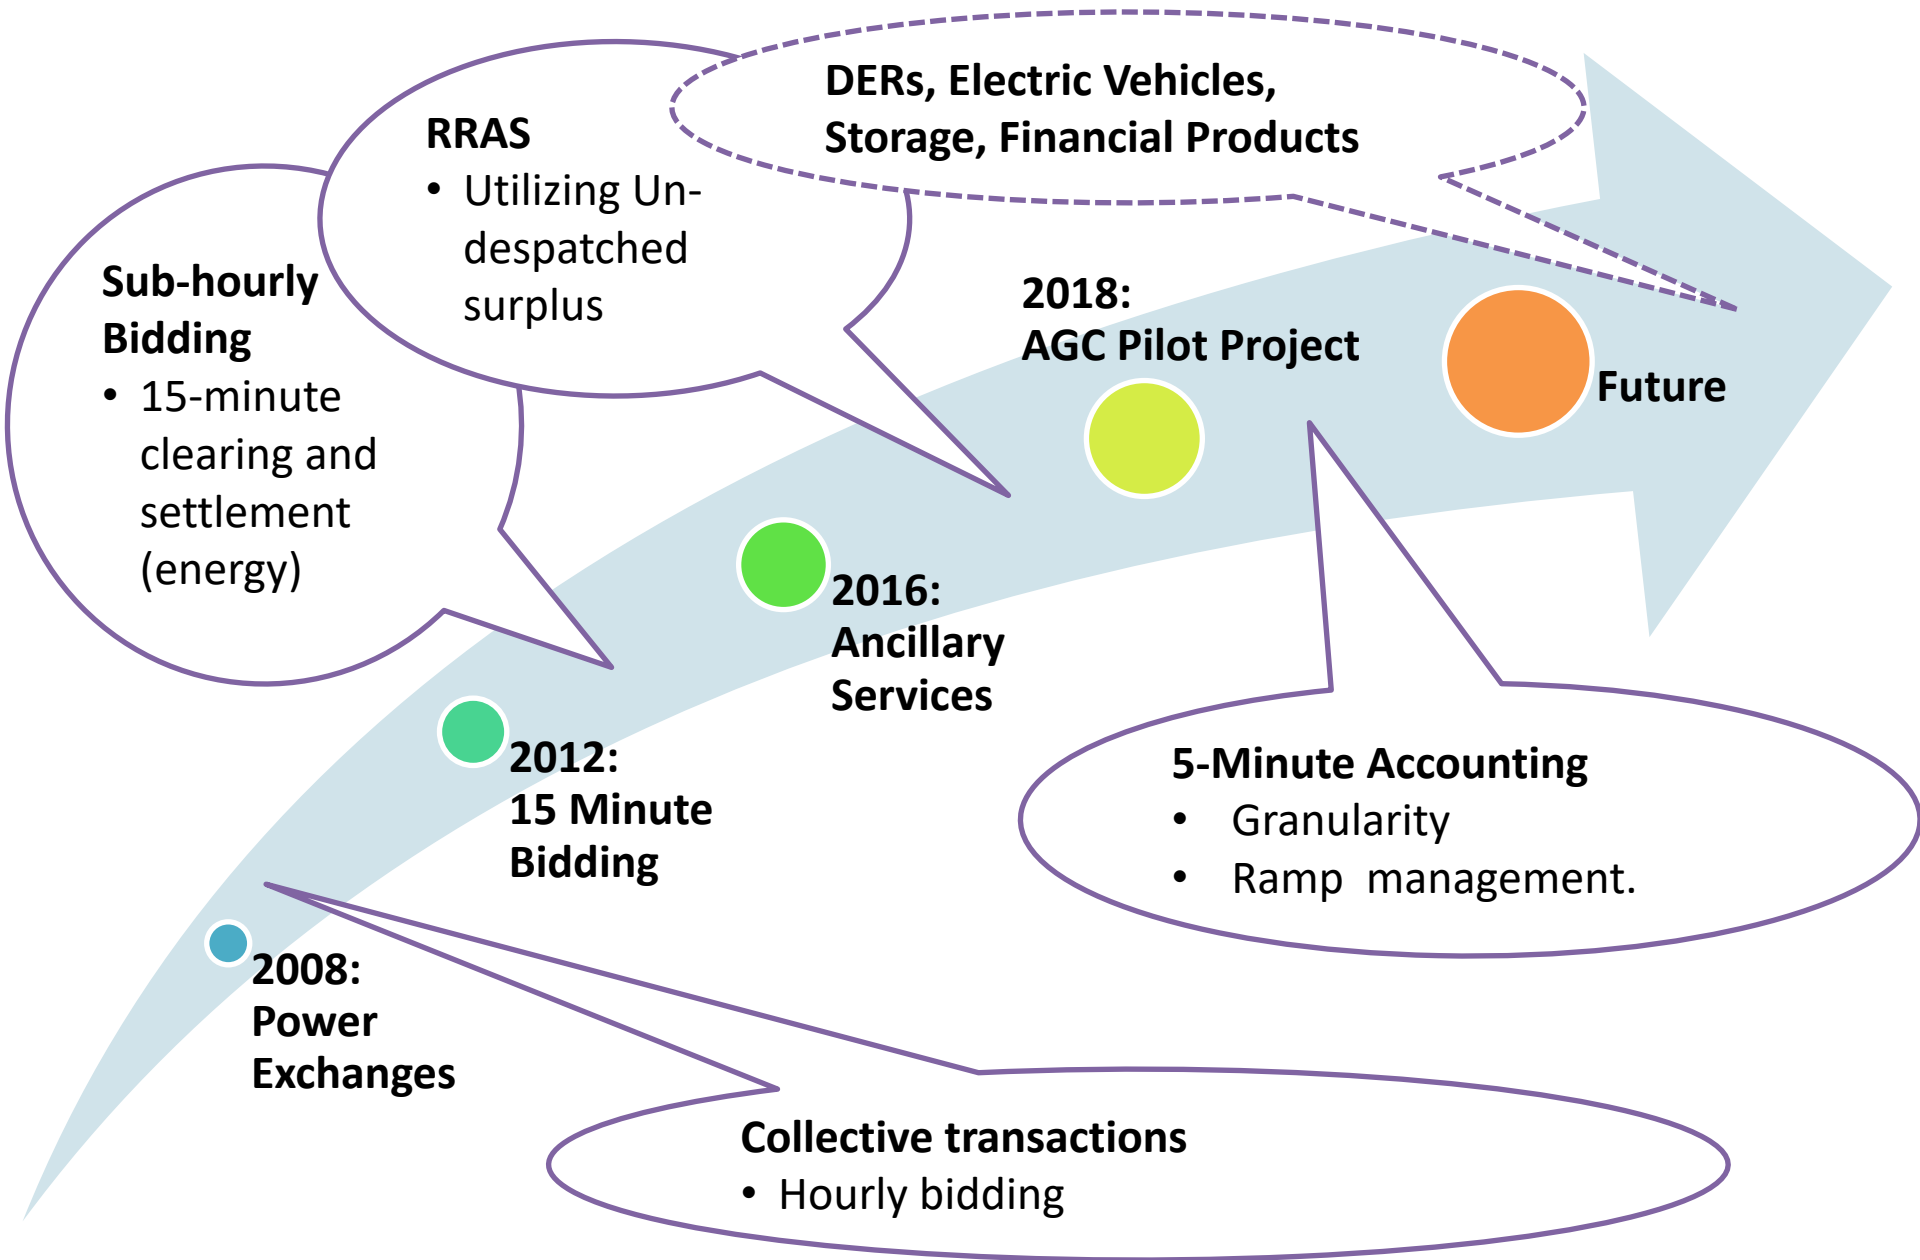 DERs, Electric Vehicles,
Storage, Financial Products
RRAS
• Utilizing Un-
despatched
surplus
Sub-hourly
Bidding
• 15-minute
clearing and
settlement
(energy)
2018:
AGC Pilot Project
Future
2016:
Ancillary
Services
2012:
15 Minute
Bidding
5-Minute Accounting
• Granularity
• Ramp management.
2008:
Power
Exchanges
Collective transactions
• Hourly bidding